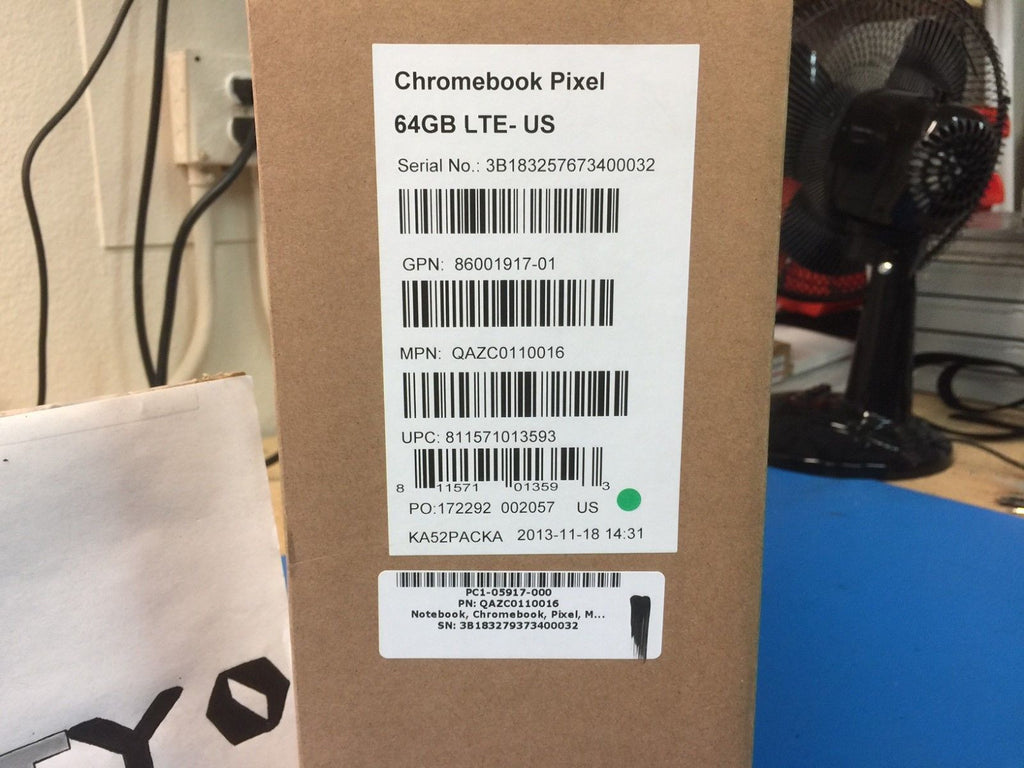 Chromebook Pixel
64GB LTE- US
Serial No.: 3B183257673400032
GPN: 86001917-01
MPN: QAZC0110016
UPC: 811571013593
8 11571 01359 3
PO:172292 002057 US
KA52PACKA 2013-11-18 14:31
PC1-05917-000
PN: QAZC0110016
Notebook, Chromebook, Pixel, M...
SN: 3B183279373400032
TYO